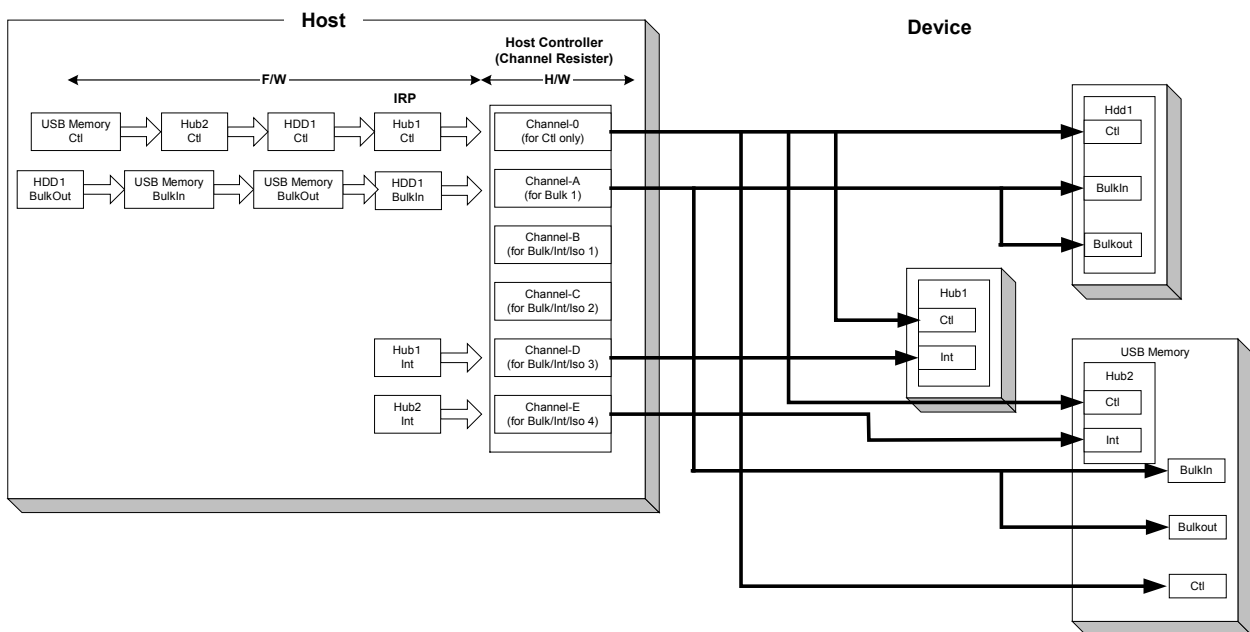 Host
Device
Host Controller
(Channel Resister)
F/W
H/W
IRP
USB Memory
Ctl
Hub2
Ctl
HDD1
Ctl
Hub1
Ctl
Channel-0
(for Ctl only)
HDD1
BulkOut
USB Memory
BulkIn
USB Memory
BulkOut
HDD1
BulkIn
Channel-A
(for Bulk 1)
Channel-B
(for Bulk/Int/Iso 1)
Channel-C
(for Bulk/Int/Iso 2)
Hub1
Int
Channel-D
(for Bulk/Int/Iso 3)
Hub2
Int
Channel-E
(for Bulk/Int/Iso 4)
Hdd1
Ctl
BulkIn
Bulkout
Hub1
Ctl
Int
USB Memory
Hub2
Ctl
Int
BulkIn
Bulkout
Ctl